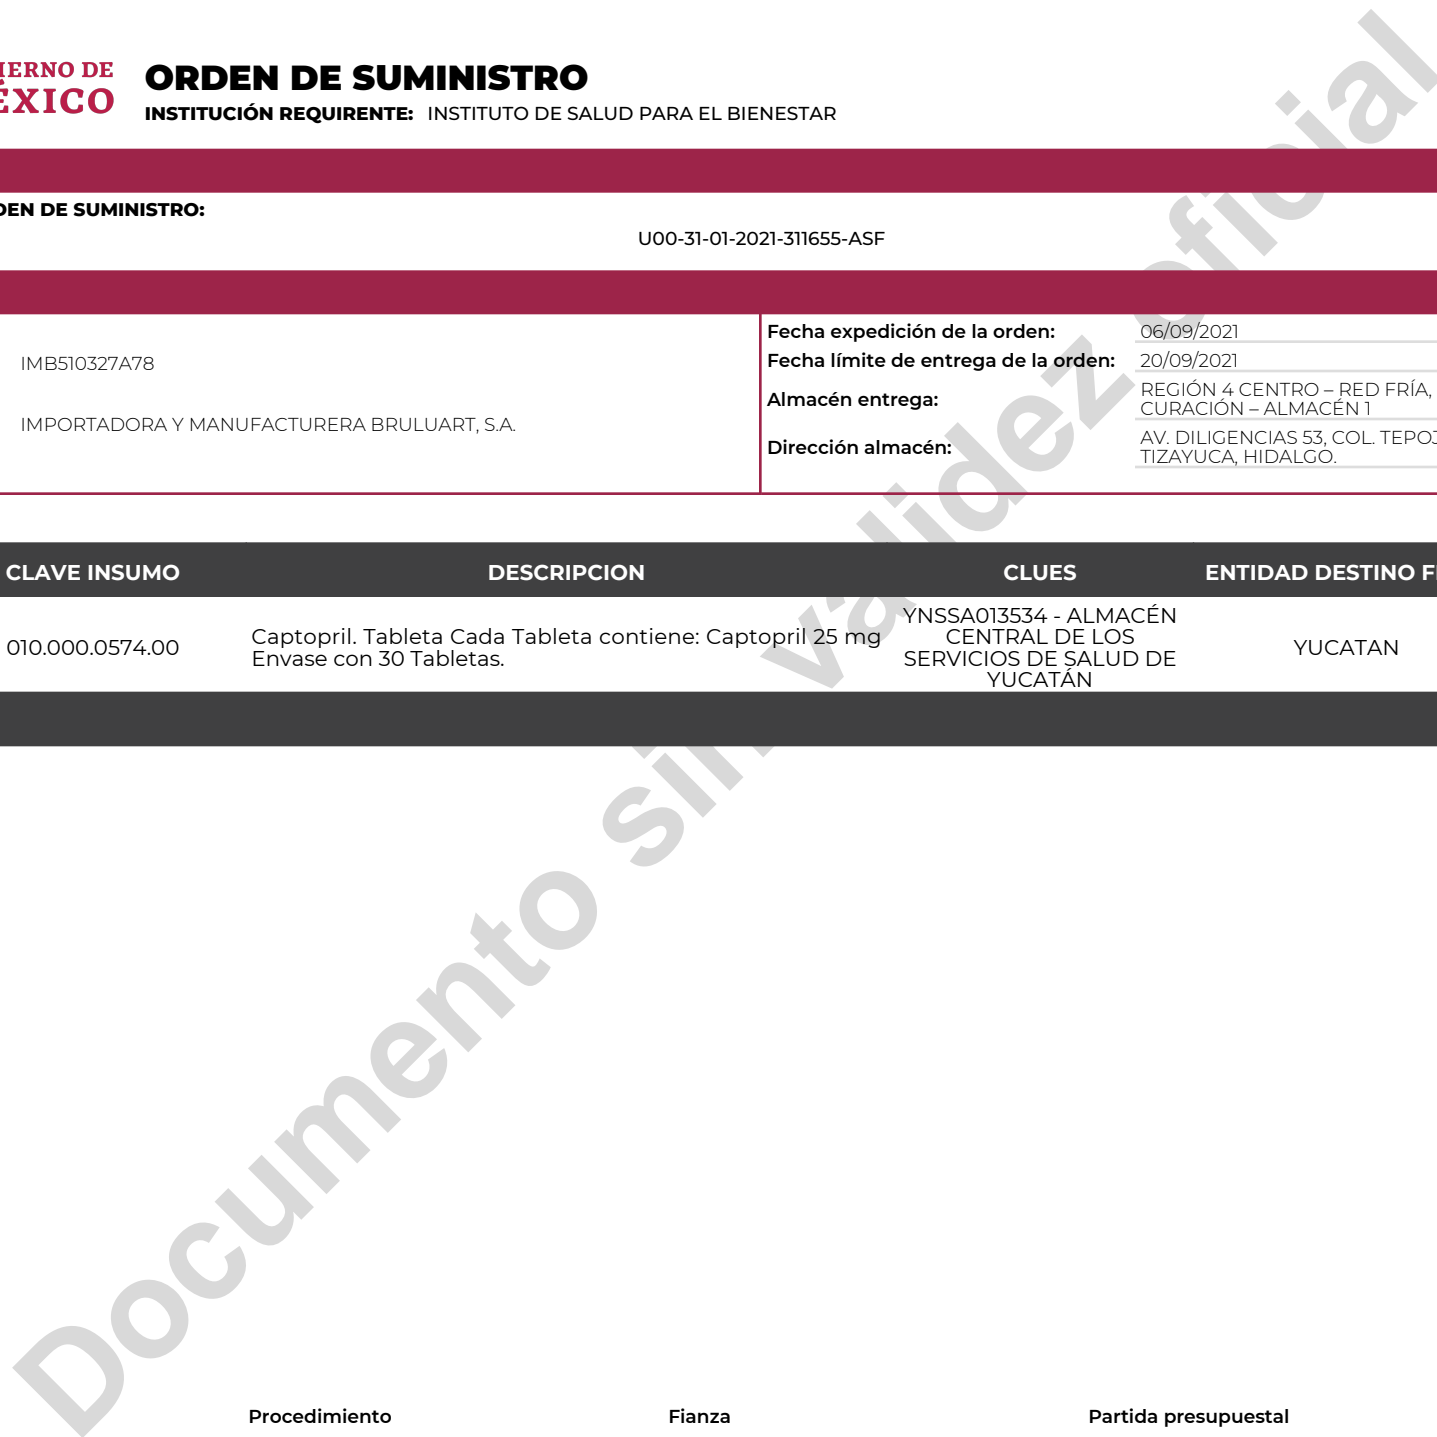 IERNO DE
ÉXICO
ORDEN DE SUMINISTRO
INSTITUCIÓN REQUIRENTE: INSTITUTO DE SALUD PARA EL BIENESTAR
DEN DE SUMINISTRO:
U00-31-01-2021-311655-ASF
IMB510327A78
IMPORTADORA Y MANUFACTURERA BRULUART, S.A.
Fecha expedición de la orden: 06/09/2021
Fecha límite de entrega de la orden: 20/09/2021
Almacén entrega: REGIÓN 4 CENTRO – RED FRÍA,
CURACIÓN – ALMACÉN 1
Dirección almacén: AV. DILIGENCIAS 53, COL. TEPOJ
TIZAYUCA, HIDALGO.
CLAVE INSUMO DESCRIPCION CLUES ENTIDAD DESTINO FI
010.000.0574.00
Captopril. Tableta Cada Tableta contiene: Captopril 25 mg
Envase con 30 Tabletas.
YNSSA013534 - ALMACÉN
CENTRAL DE LOS
SERVICIOS DE SALUD DE
YUCATÁN
YUCATAN
Documento sin validez oficial
Procedimiento Fianza Partida presupuestal